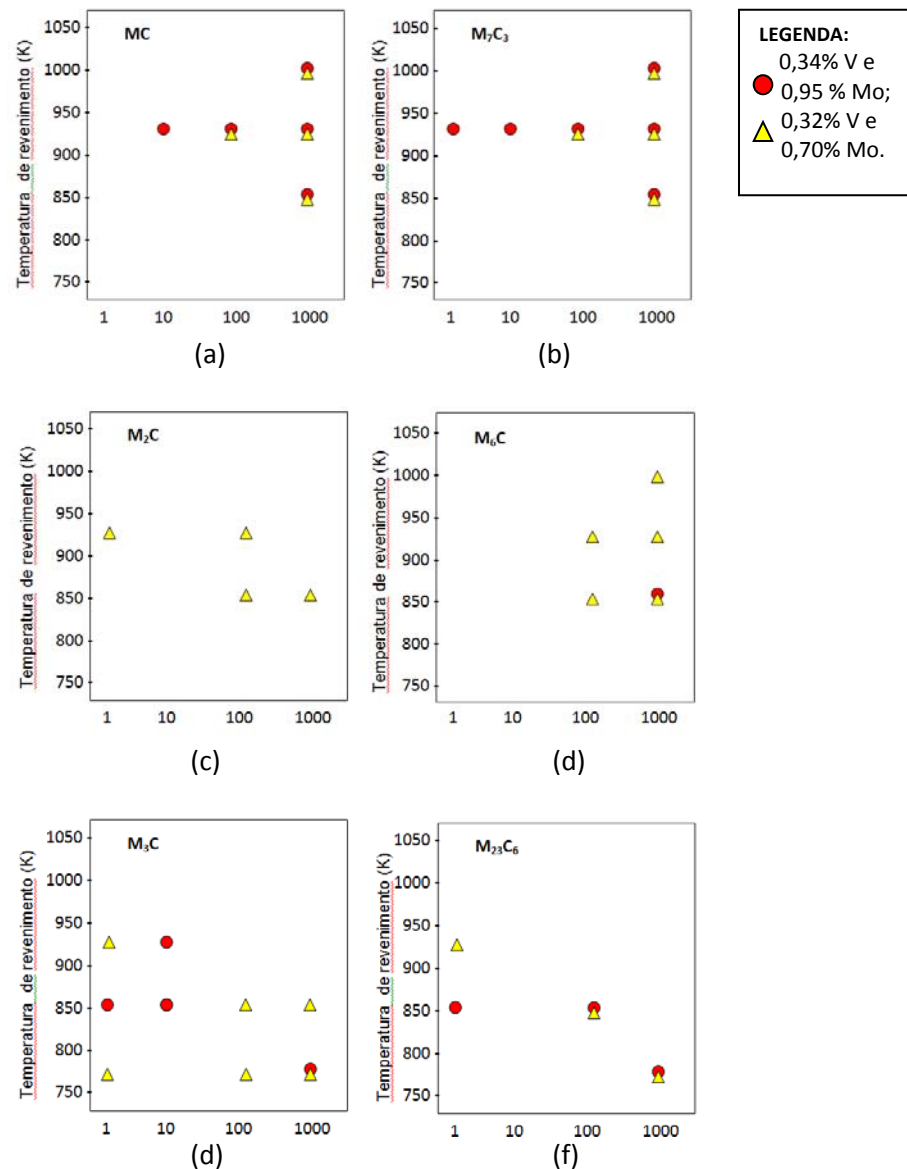 MC
Temperatura de revenimento (K)
1050
1000
950
900
850
800
750
1 10 100 1000
(a)
M₇C₃
Temperatura de revenimento (K)
1050
1000
950
900
850
800
750
1 10 100 1000
(b)
LEGENDA:
0,34% V e
0,95 % Mo;
0,32% V e
0,70% Mo.
M₂C
Temperatura de revenimento (K)
1050
1000
950
900
850
800
750
1 10 100 1000
(c)
M₆C
Temperatura de revenimento (K)
1050
1000
950
900
850
800
750
1 10 100 1000
(d)
M₃C
Temperatura de revenimento (K)
1050
1000
950
900
850
800
750
1 10 100 1000
(d)
M₂₃C₆
Temperatura de revenimento (K)
1050
1000
950
900
850
800
750
1 10 100 1000
(f)